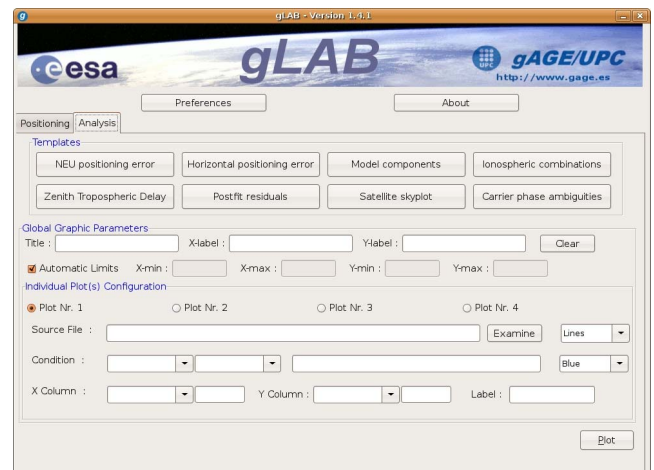 gLAB - Version 1.4.1
esa
gLAB
UPC
gAGE/UPC
http://www.gage.es
Preferences
About
Positioning
Analysis
Templates
NEU positioning error
Horizontal positioning error
Model components
Ionospheric combinations
Zenith Tropospheric Delay
Postfit residuals
Satellite skyplot
Carrier phase ambiguities
Global Graphic Parameters
Title :
X-label :
Y-label :
Clear
Automatic Limits
X-min :
X-max :
Y-min :
Y-max :
Individual Plot(s) Configuration
Plot Nr. 1
Plot Nr. 2
Plot Nr. 3
Plot Nr. 4
Source File :
Examine
Lines
Condition :
Blue
X Column :
Y Column :
Label :
Plot